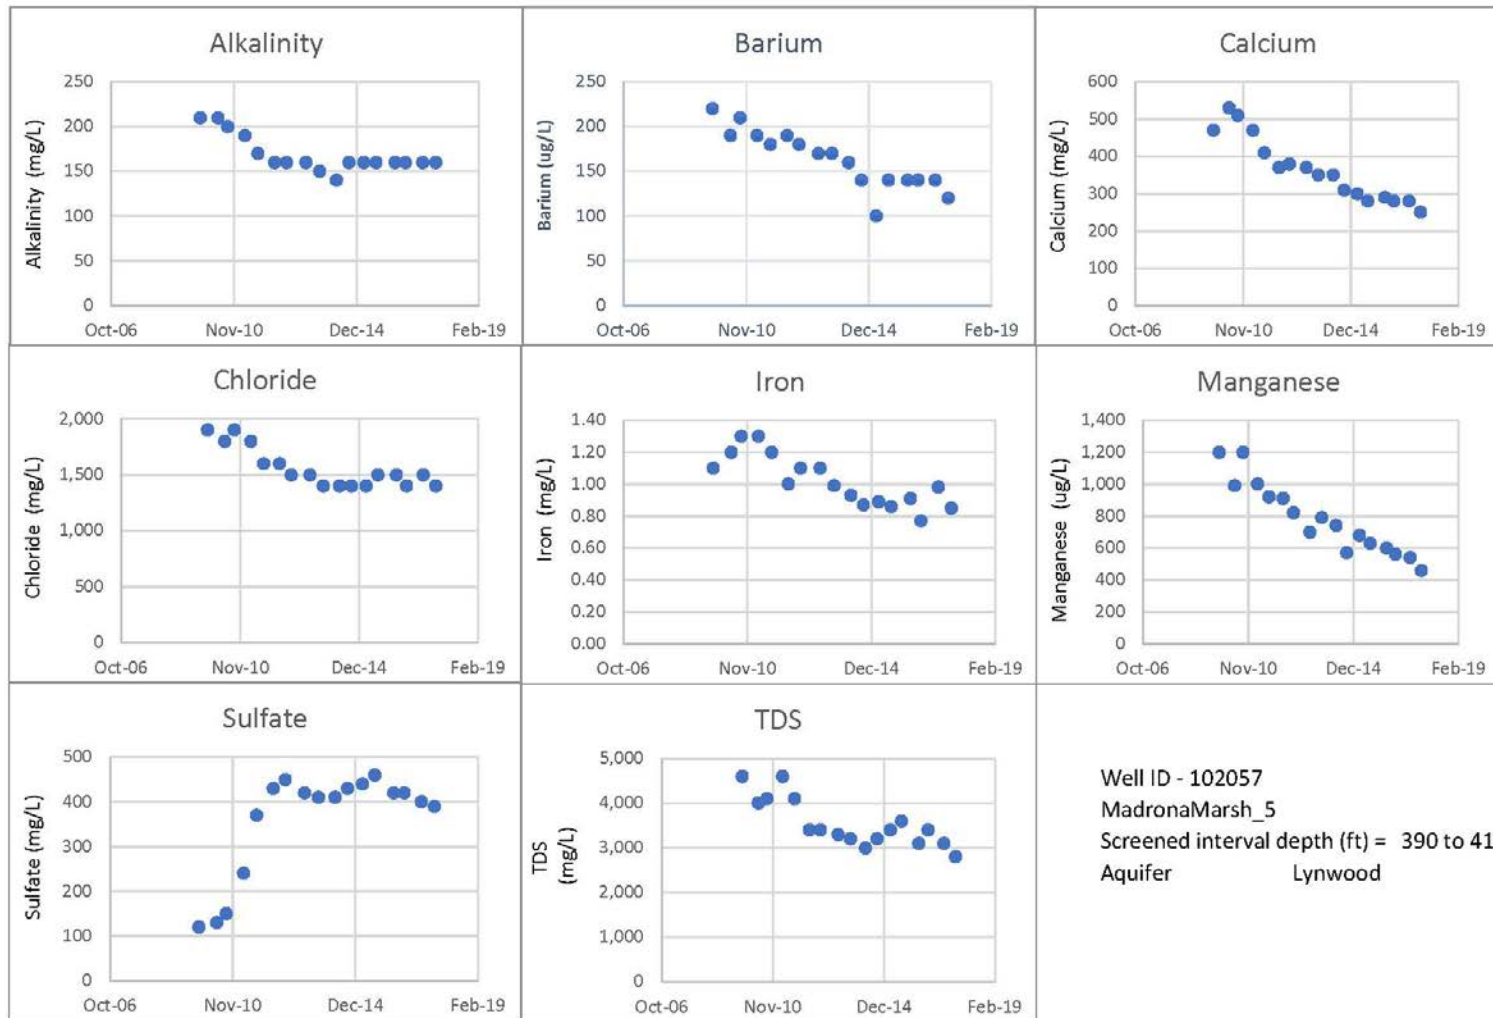 Alkalinity
Alkalinity (mg/L)
250
200
150
100
50
0
Oct-06 Nov-10 Dec-14 Feb-19
Barium
Barium (ug/L)
250
200
150
100
50
0
Oct-06 Nov-10 Dec-14 Feb-19
Calcium
Calcium (mg/L)
600
500
400
300
200
100
0
Oct-06 Nov-10 Dec-14 Feb-19
Chloride
Chloride (mg/L)
2,000
1,500
1,000
500
0
Oct-06 Nov-10 Dec-14 Feb-19
Iron
Iron (mg/L)
1.40
1.20
1.00
0.80
0.60
0.40
0.20
0.00
Oct-06 Nov-10 Dec-14 Feb-19
Manganese
Manganese (ug/L)
1,400
1,200
1,000
800
600
400
200
0
Oct-06 Nov-10 Dec-14 Feb-19
Sulfate
Sulfate (mg/L)
500
400
300
200
100
0
Oct-06 Nov-10 Dec-14 Feb-19
TDS
TDS
(mg/L)
5,000
4,000
3,000
2,000
1,000
0
Oct-06 Nov-10 Dec-14 Feb-19
Well ID - 102057
MadronaMarsh_5
Screened interval depth (ft) = 390 to 41
Aquifer Lynwood